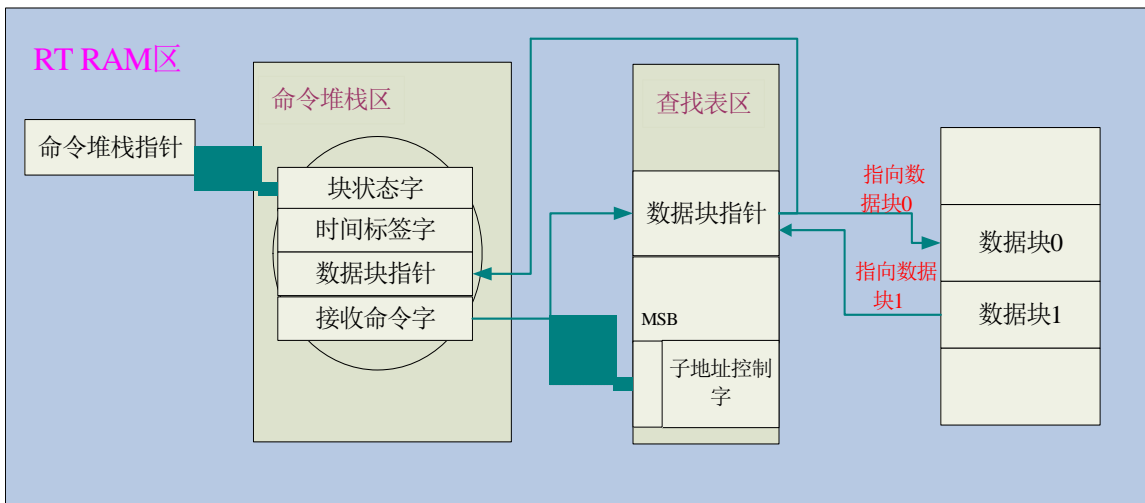 RT RAM区
命令堆栈指针
命令堆栈区
块状态字
时间标签字
数据块指针
接收命令字
查找表区
数据块指针
MSB
子地址控制
字
指向数
据块0
指向数据
块1
数据块0
数据块1